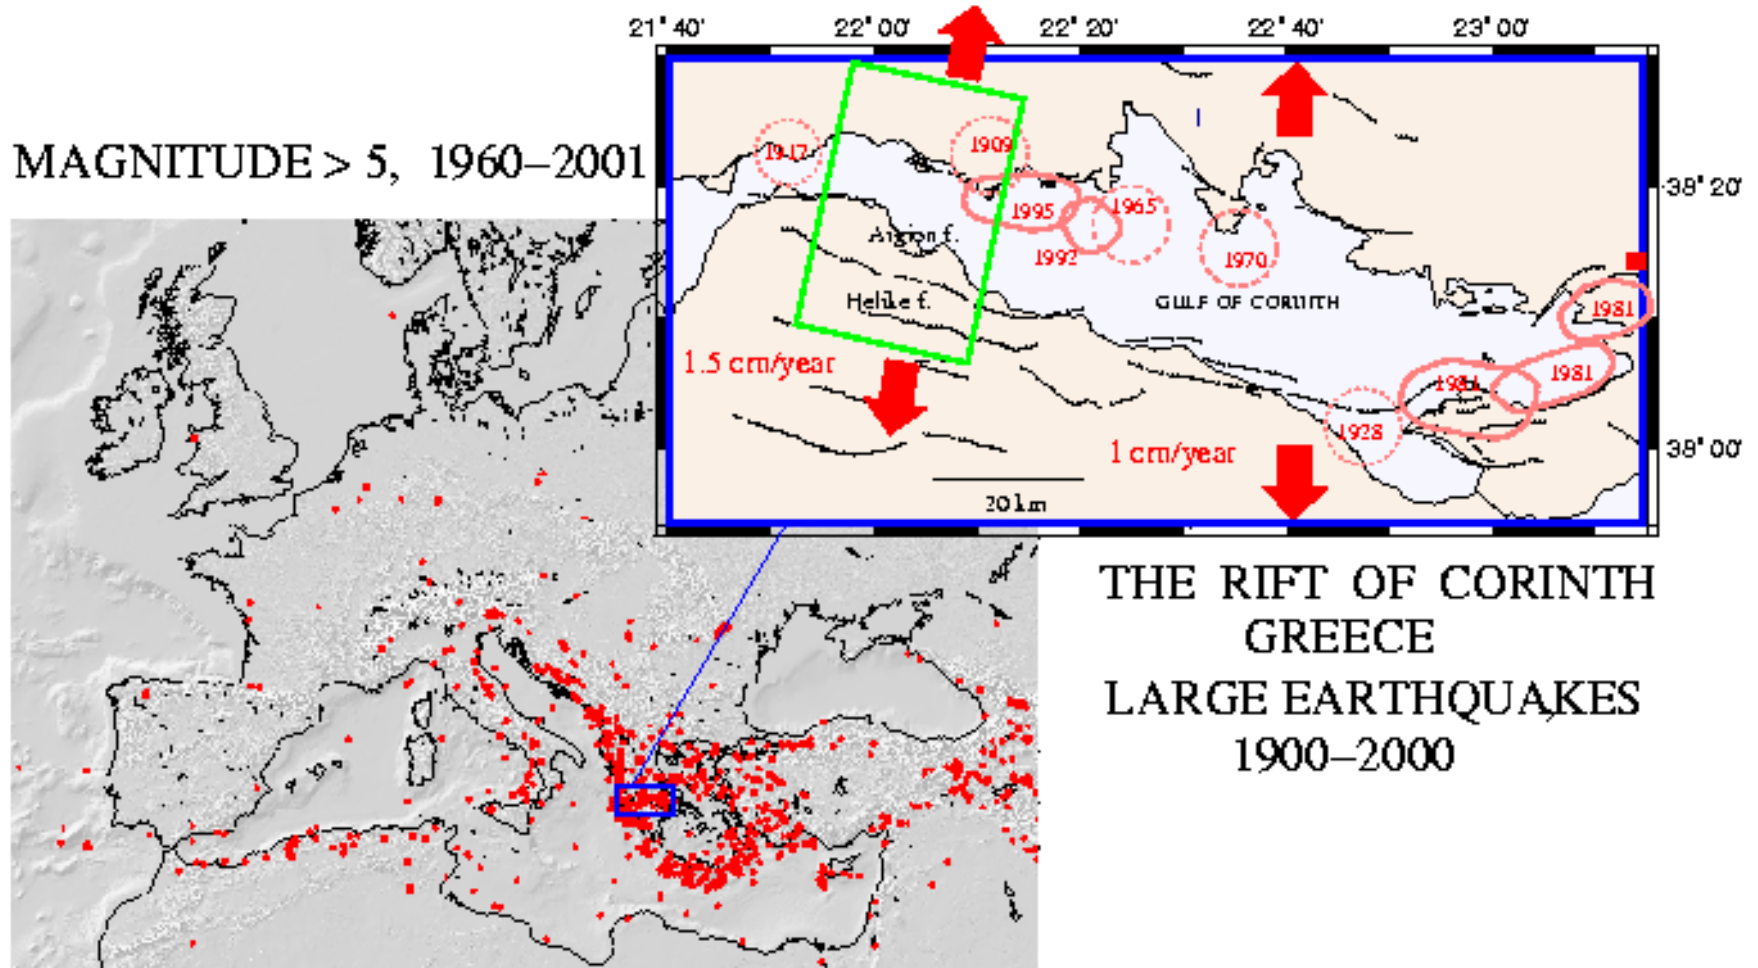 21°40' 22°00' 22°20' 22°40' 23°00'
MAGNITUDE > 5, 1960–2001
1917
1909
38°20'
1995
1965
Aigion f.
1992
1970
Helike f.
GULF OF CORINTH
1981
1.5 cm/year
1981
1981
1928
1 cm/year
38°00'
20 km
THE RIFT OF CORINTH
GREECE
LARGE EARTHQUAKES
1900–2000